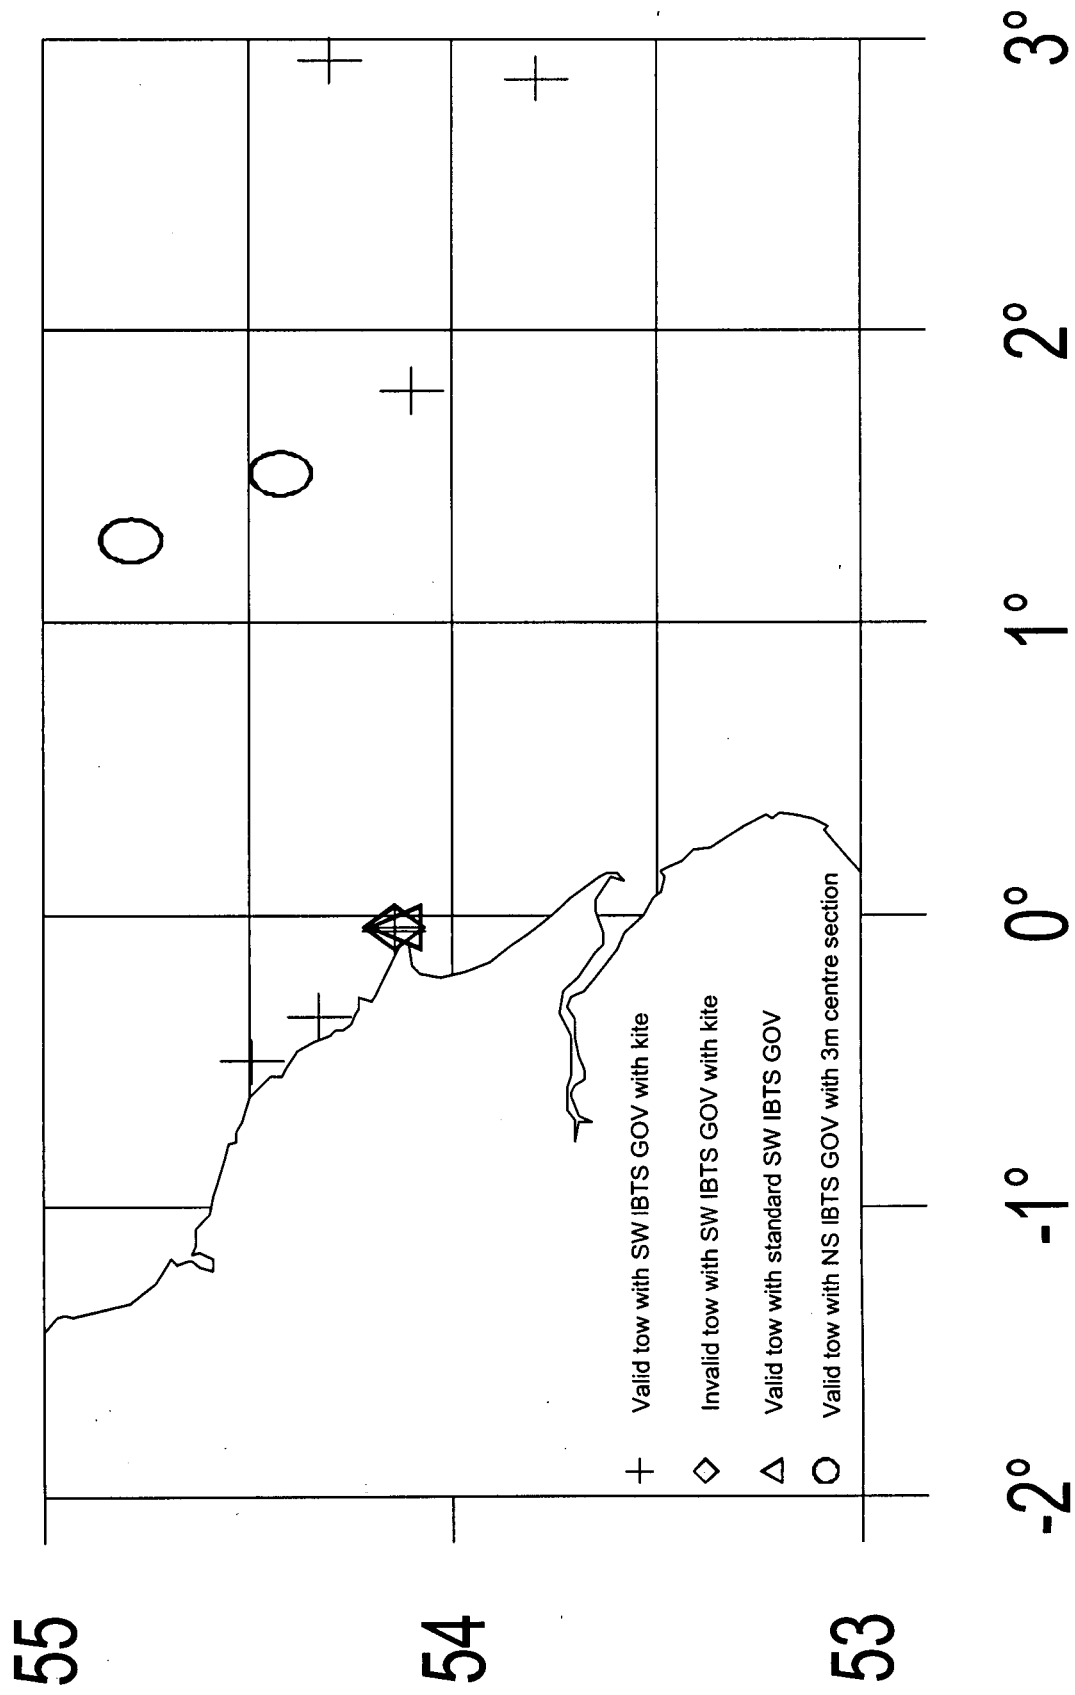 55
54
53
Valid tow with SW IBTS GOV with kite
Invalid tow with SW IBTS GOV with kite
Valid tow with standard SW IBTS GOV
Valid tow with NS IBTS GOV with 3m centre section
-2°
-1°
0°
1°
2°
3°